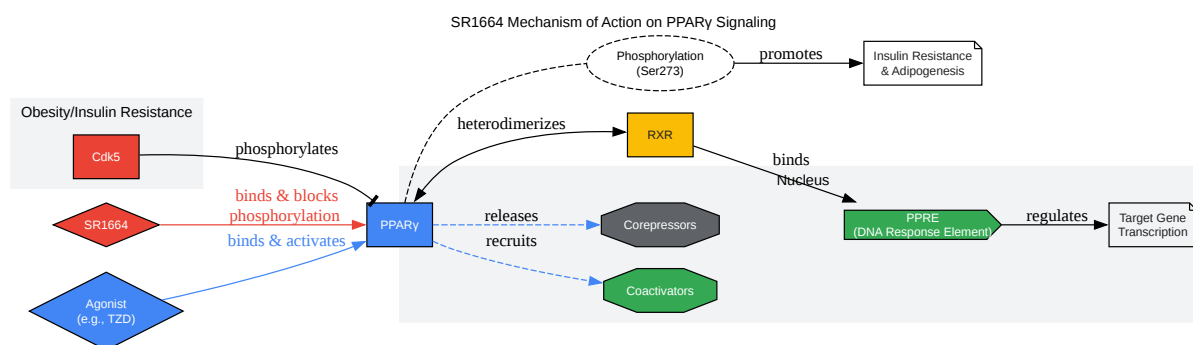 SR1664 Mechanism of Action on PPARγ Signaling
Phosphorylation
(Ser273)
promotes
Insulin Resistance
& Adipogenesis
Obesity/Insulin Resistance
Cdk5
phosphorylates
heterodimerizes
RXR
binds
Nucleus
binds & blocks
phosphorylation
SR1664
binds & activates
PPARγ
releases
Corepressors
recruits
Coactivators
PPRE
(DNA Response Element)
regulates
Target Gene
Transcription
Agonist
(e.g., TZD)